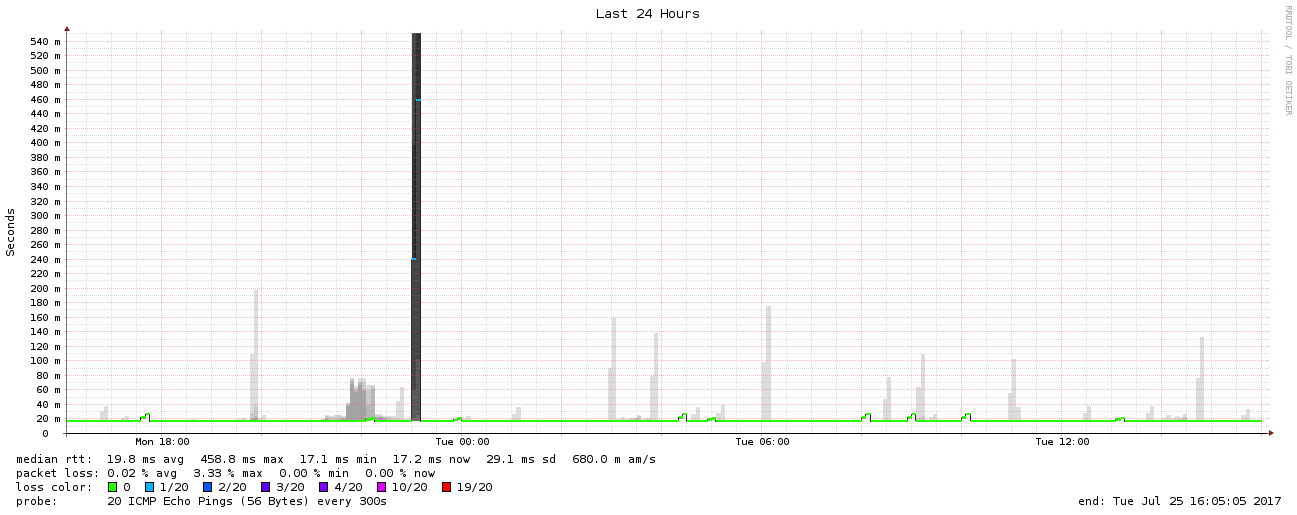 Last 24 Hours
RRDTOOL / TOBI OETIKER
540 m
520 m
500 m
480 m
460 m
440 m
420 m
400 m
380 m
360 m
340 m
320 m
300 m
280 m
260 m
240 m
220 m
200 m
180 m
160 m
140 m
120 m
100 m
80 m
60 m
40 m
20 m
0
Seconds
Mon 18:00 Tue 00:00 Tue 06:00 Tue 12:00
median rtt: 19.8 ms avg 458.8 ms max 17.1 ms min 17.2 ms now 29.1 ms sd 680.0 m am/s
packet loss: 0.02 % avg 3.33 % max 0.00 % min 0.00 % now
loss color: 0 1/20 2/20 3/20 4/20 10/20 19/20
probe: 20 ICMP Echo Pings (56 Bytes) every 300s end: Tue Jul 25 16:05:05 2017